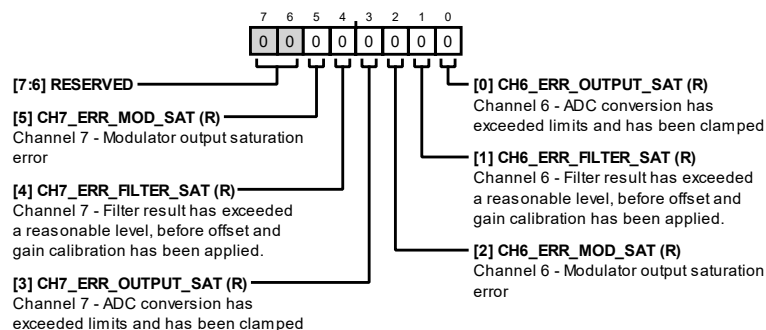 7 6 5 4 3 2 1 0
0 0 0 0 0 0 0 0
[7:6] RESERVED
[5] CH7_ERR_MOD_SAT (R)
Channel 7 - Modulator output saturation
error
[4] CH7_ERR_FILTER_SAT (R)
Channel 7 - Filter result has exceeded
a reasonable level, before offset and
gain calibration has been applied.
[3] CH7_ERR_OUTPUT_SAT (R)
Channel 7 - ADC conversion has
exceeded limits and has been clamped
[0] CH6_ERR_OUTPUT_SAT (R)
Channel 6 - ADC conversion has
exceeded limits and has been clamped
[1] CH6_ERR_FILTER_SAT (R)
Channel 6 - Filter result has exceeded
a reasonable level, before offset and
gain calibration has been applied.
[2] CH6_ERR_MOD_SAT (R)
Channel 6 - Modulator output saturation
error